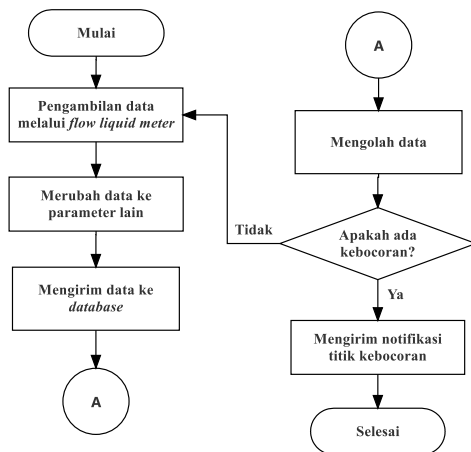 Mulai
Pengambilan data
melalui flow liquid meter
Merubah data ke
parameter lain
Mengirim data ke
database
A
A
Mengolah data
Apakah ada
kebocoran?
Tidak
Ya
Mengirim notifikasi
titik kebocoran
Selesai